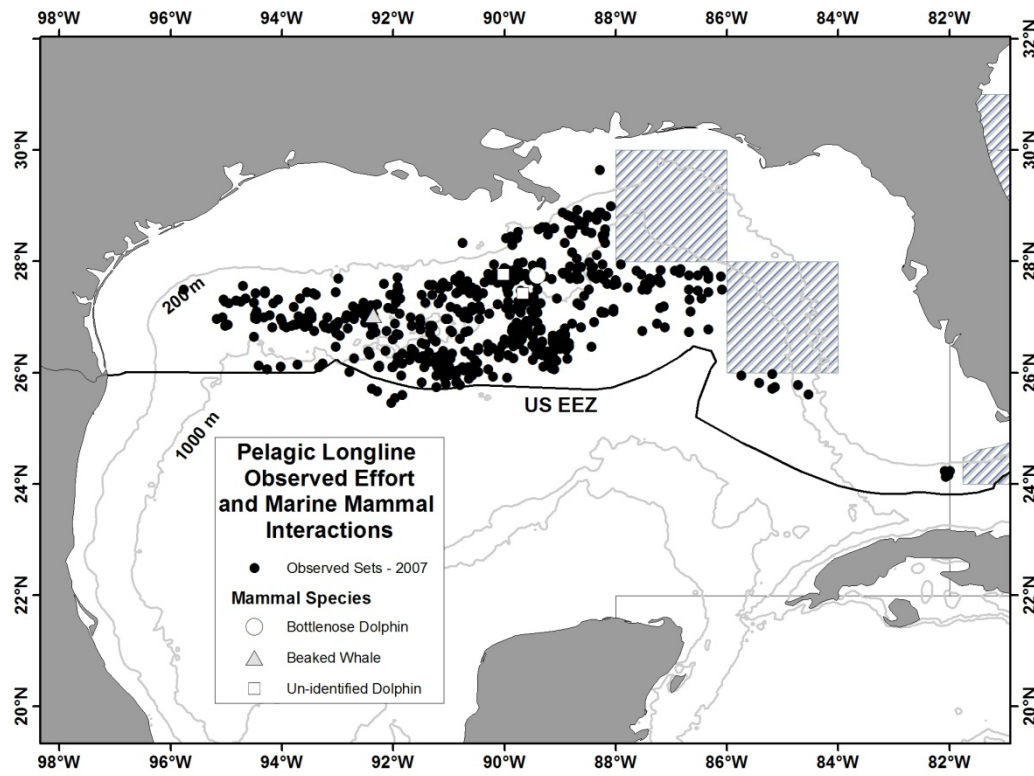 98°W 96°W 94°W 92°W 90°W 88°W 86°W 84°W 82°W
32°N
30°N 30°N
28°N 28°N
200 m
26°N 26°N
US EEZ
1000 m
24°N 24°N
22°N 22°N
20°N 20°N
Pelagic Longline
Observed Effort
and Marine Mammal
Interactions
Observed Sets - 2007
Mammal Species
Bottlenose Dolphin
Beaked Whale
Un-identified Dolphin
98°W 96°W 94°W 92°W 90°W 88°W 86°W 84°W 82°W